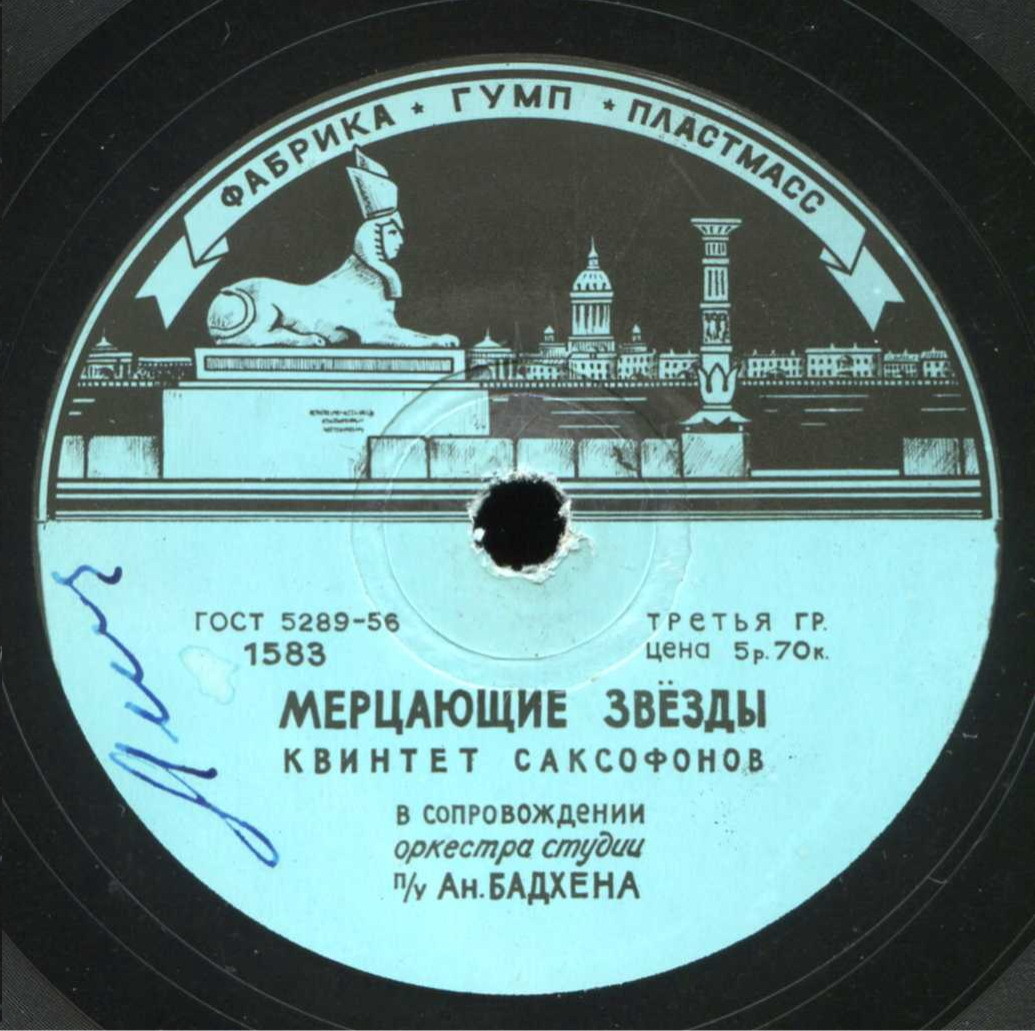 ФАБРИКА * ГУМП * ПЛАСТМАСС
ГОСТ 5289-56
1583
ТРЕТЬЯ ГР.
цена 5р.70к.
МЕРЦАЮЩИЕ ЗВЁЗДЫ
КВИНТЕТ САКСОФОНОВ
В СОПРОВОЖДЕНИИ
оркестра студии
п/у Ан.БАДХЕНА